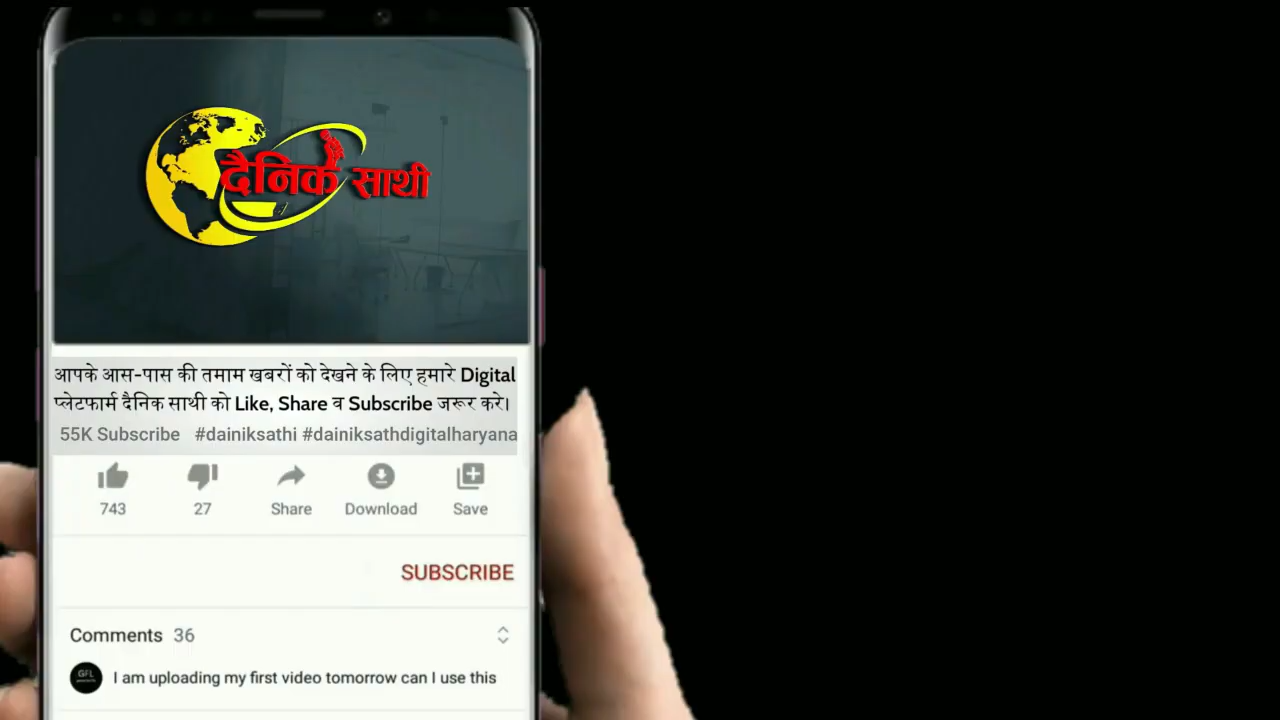 दैनिक साथी
आपके आस-पास की तमाम खबरों को देखने के लिए हमारे Digital
प्लेटफार्म दैनिक साथी को Like, Share व Subscribe जरूर करे।
55K Subscribe #dainiksathi #dainiksathdigitalharyana
743 27 Share Download Save
SUBSCRIBE
Comments 36
GFL
I am uploading my first video tomorrow can I use this